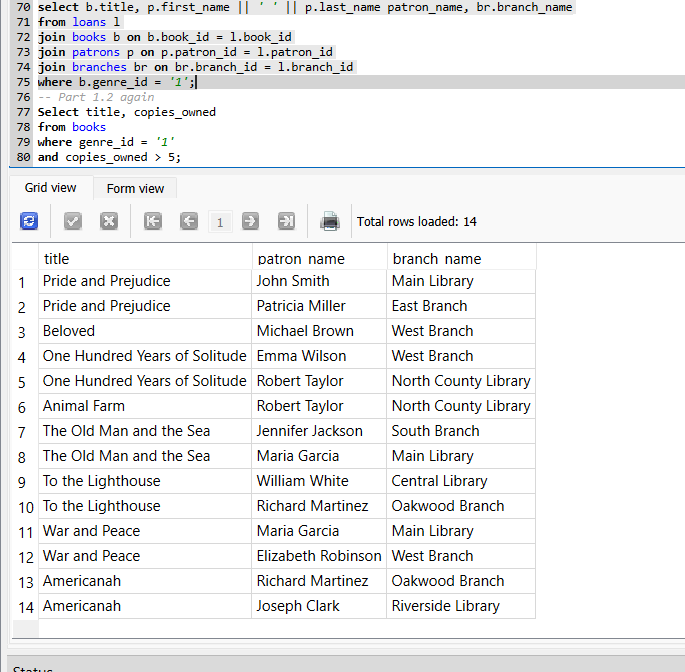 70 select b.title, p.first_name || ' ' || p.last_name patron_name, br.branch_name
71 from loans l
72 join books b on b.book_id = l.book_id
73 join patrons p on p.patron_id = l.patron_id
74 join branches br on br.branch_id = l.branch_id
75 where b.genre_id = '1';
76 -- Part 1.2 again
77 Select title, copies_owned
78 from books
79 where genre_id = '1'
80 and copies_owned > 5;
Grid view Form view
1 Total rows loaded: 14
title patron_name branch_name
1 Pride and Prejudice John Smith Main Library
2 Pride and Prejudice Patricia Miller East Branch
3 Beloved Michael Brown West Branch
4 One Hundred Years of Solitude Emma Wilson West Branch
5 One Hundred Years of Solitude Robert Taylor North County Library
6 Animal Farm Robert Taylor North County Library
7 The Old Man and the Sea Jennifer Jackson South Branch
8 The Old Man and the Sea Maria Garcia Main Library
9 To the Lighthouse William White Central Library
10 To the Lighthouse Richard Martinez Oakwood Branch
11 War and Peace Maria Garcia Main Library
12 War and Peace Elizabeth Robinson West Branch
13 Americanah Richard Martinez Oakwood Branch
14 Americanah Joseph Clark Riverside Library
Status